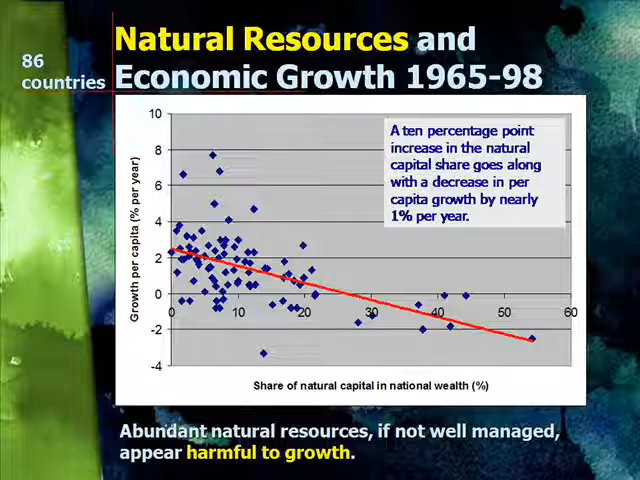 86
countries
Natural Resources and
Economic Growth 1965-98
A ten percentage point
increase in the natural
capital share goes along
with a decrease in per
capita growth by nearly
1% per year.
Growth per capita (% per year)
10
8
6
4
2
0
-2
-4
0
10
20
30
40
50
60
Share of natural capital in national wealth (%)
Abundant natural resources, if not well managed,
appear harmful to growth.